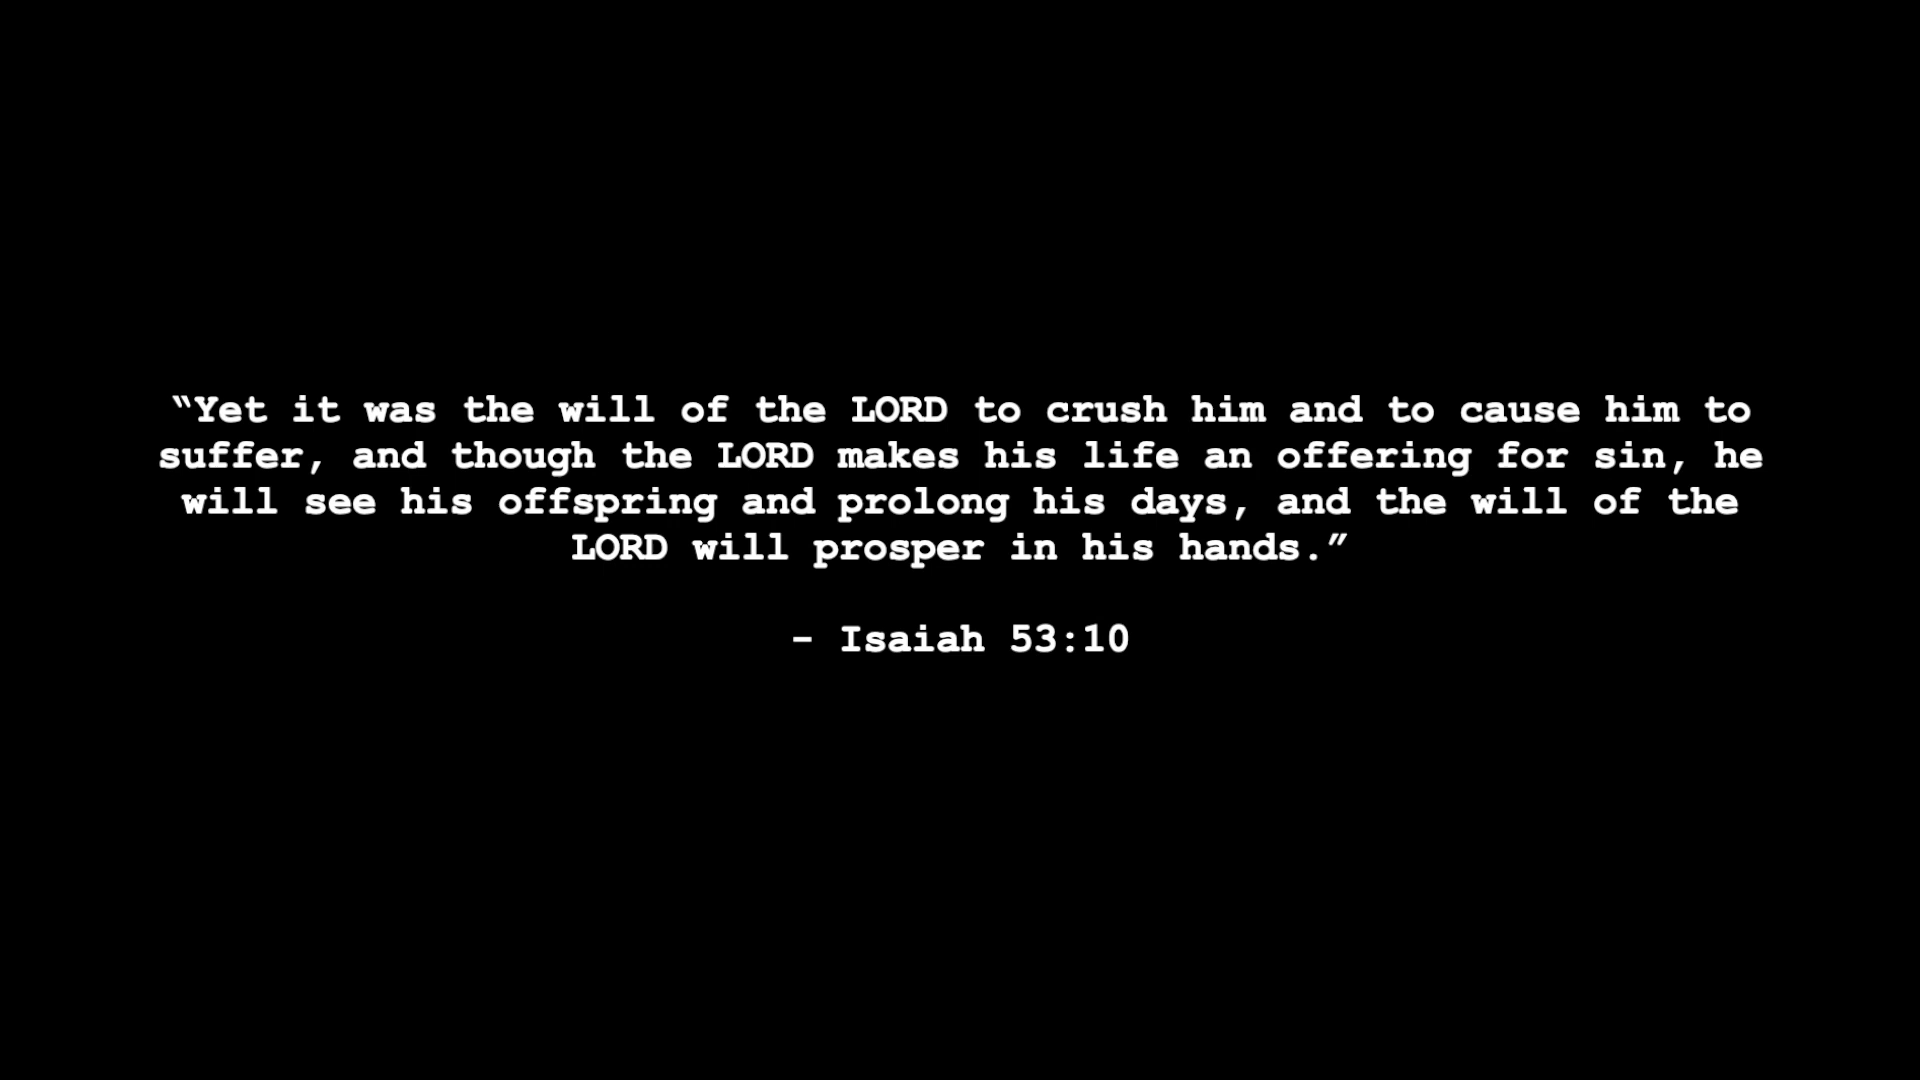 “Yet it was the will of the LORD to crush him and to cause him to
suffer, and though the LORD makes his life an offering for sin, he
will see his offspring and prolong his days, and the will of the
LORD will prosper in his hands.”
- Isaiah 53:10